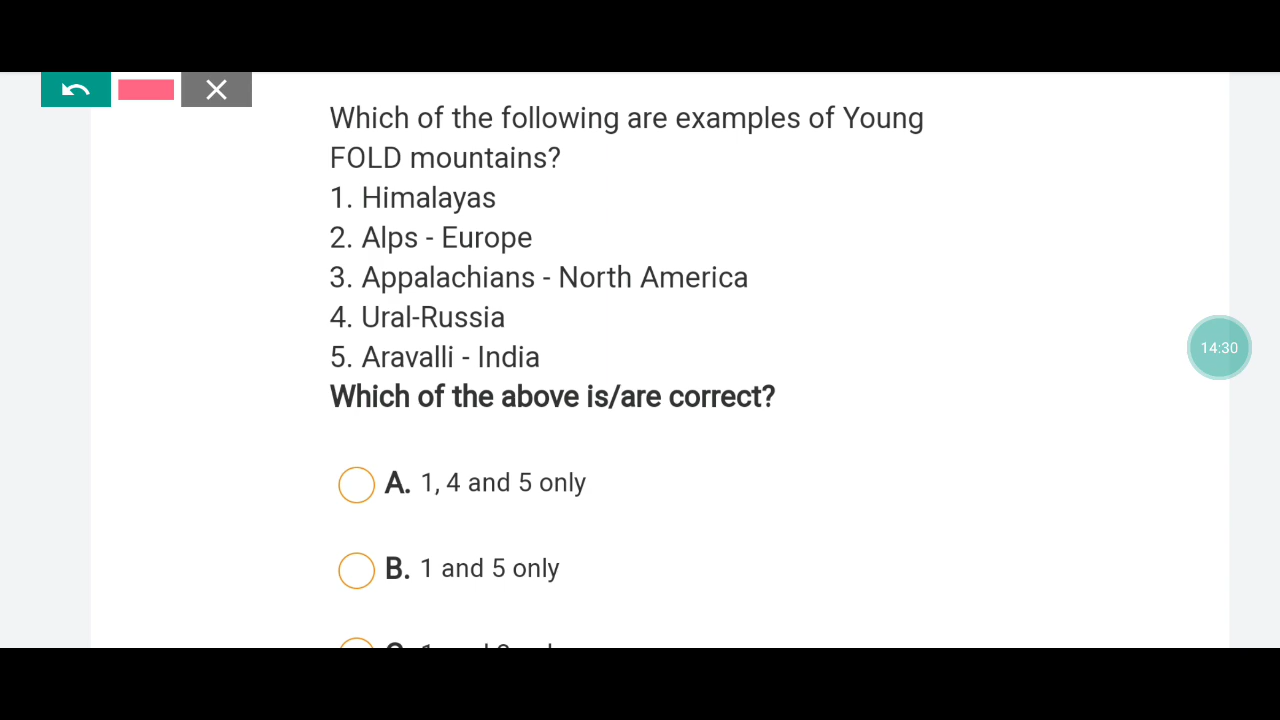 Which of the following are examples of Young
FOLD mountains?
1. Himalayas
2. Alps - Europe
3. Appalachians - North America
4. Ural-Russia
5. Aravalli - India
Which of the above is/are correct?
14:30
A. 1, 4 and 5 only
B. 1 and 5 only